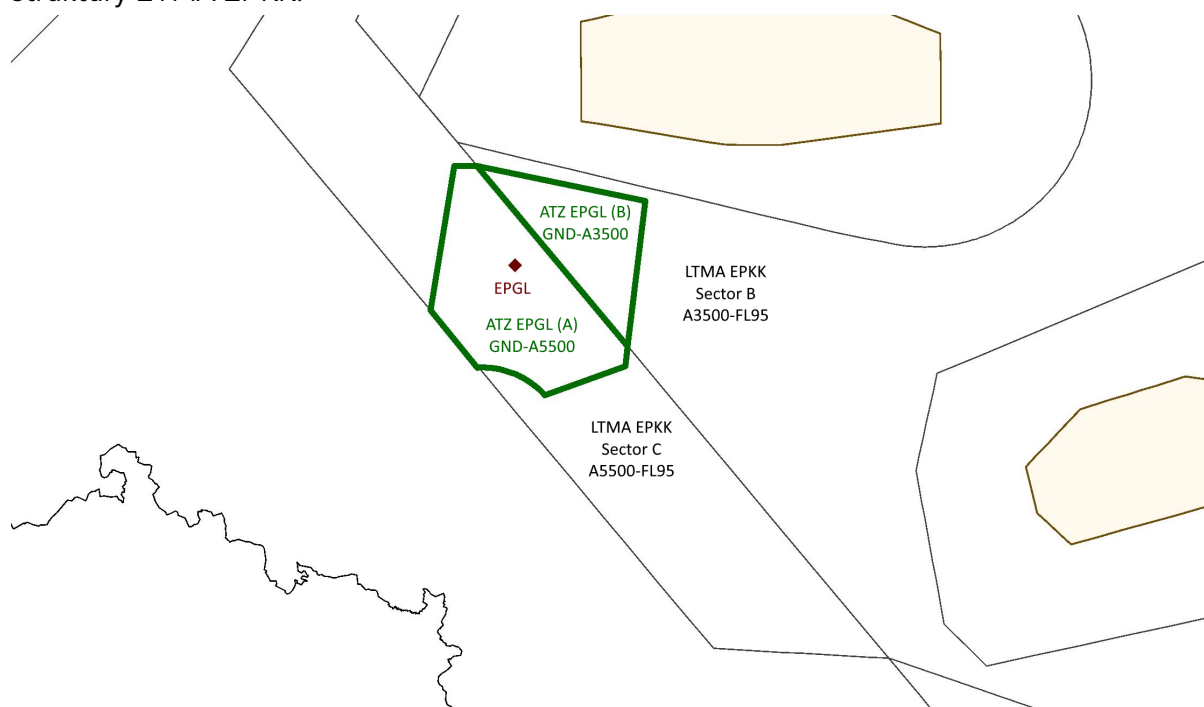 ATZ EPGL (B)
GND-A3500
EPGL
LTMA EPKK
Sector B
A3500-FL95
ATZ EPGL (A)
GND-A5500
LTMA EPKK
Sector C
A5500-FL95